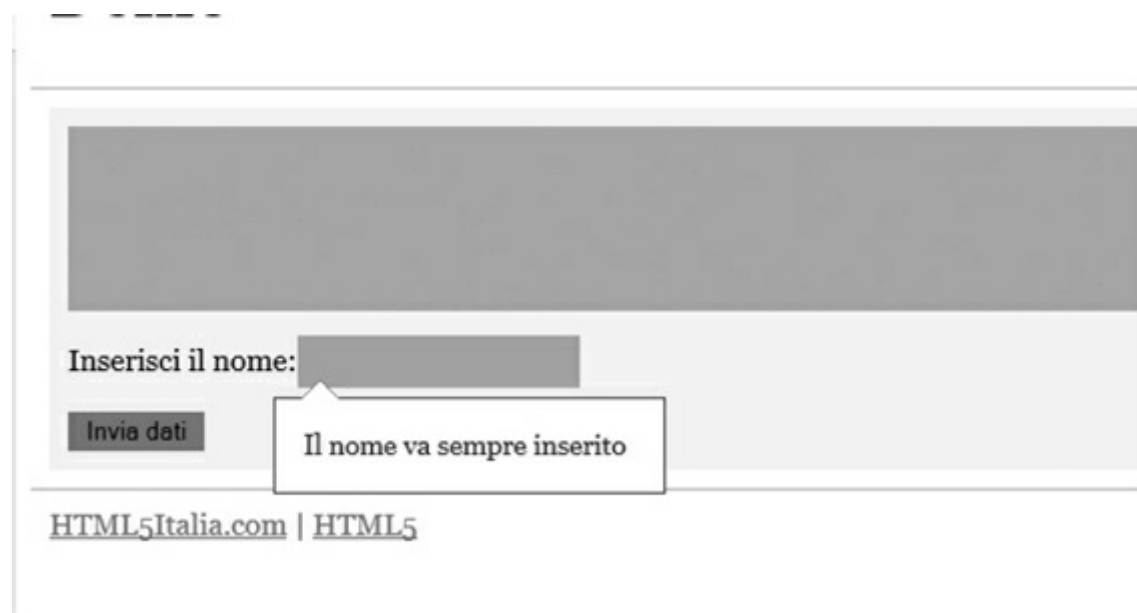 Inserisci il nome:
Invia dati
Il nome va sempre inserito
HTML5Italia.com | HTML5